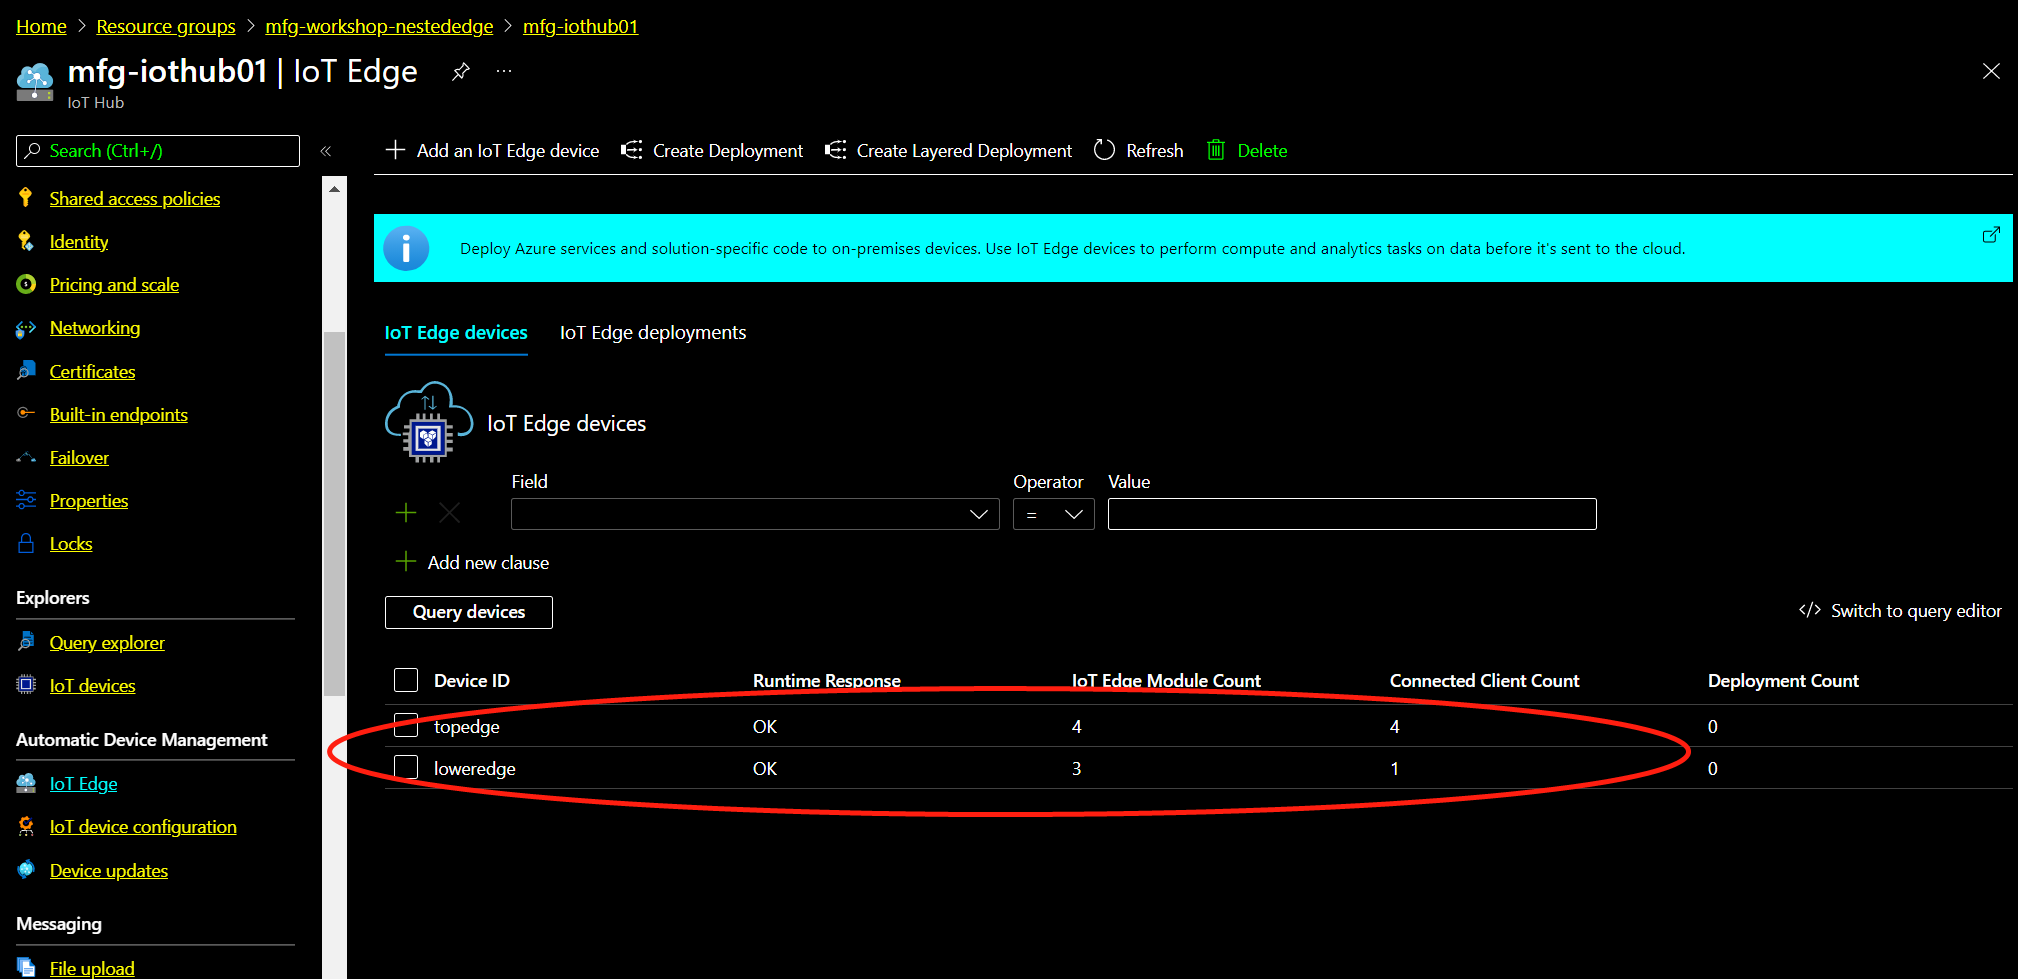 Home > Resource groups > mfg-workshop-nestededge > mfg-iothub01
mfg-iothub01 | IoT Edge ...
IoT Hub
Search (Ctrl+/) «
Shared access policies
Identity
Pricing and scale
Networking
Certificates
Built-in endpoints
Failover
Properties
Locks
Explorers
Query explorer
IoT devices
Automatic Device Management
IoT Edge
IoT device configuration
Device updates
Messaging
File upload
Add an IoT Edge device Create Deployment Create Layered Deployment Refresh Delete
Deploy Azure services and solution-specific code to on-premises devices. Use IoT Edge devices to perform compute and analytics tasks on data before it's sent to the cloud.
IoT Edge devices IoT Edge deployments
IoT Edge devices
Field Operator Value
=
Add new clause
Query devices </> Switch to query editor
Device ID Runtime Response IoT Edge Module Count Connected Client Count Deployment Count
topedge OK 4 4 0
loweredge OK 3 1 0